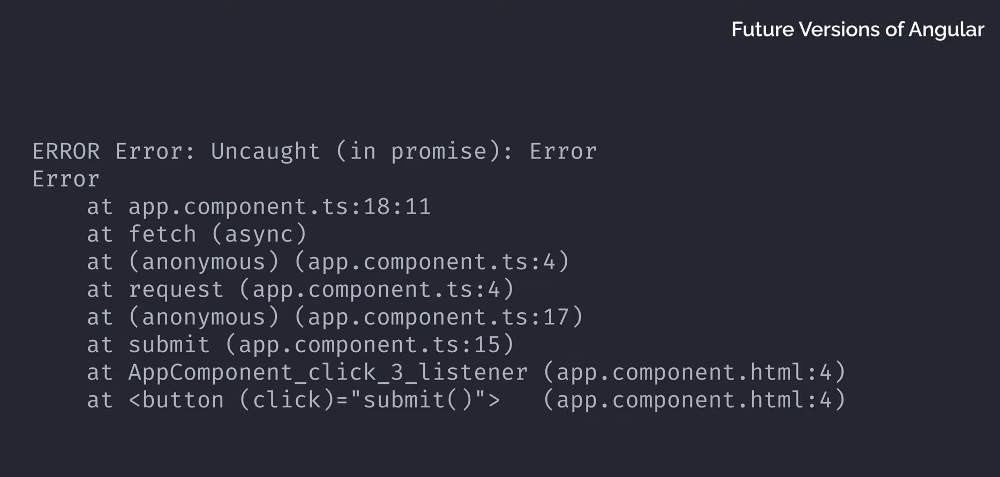 Future Versions of Angular
ERROR Error: Uncaught (in promise): Error
Error
    at app.component.ts:18:11
    at fetch (async)
    at (anonymous) (app.component.ts:4)
    at request (app.component.ts:4)
    at (anonymous) (app.component.ts:17)
    at submit (app.component.ts:15)
    at AppComponent_click_3_listener (app.component.html:4)
    at <button (click)="submit()">   (app.component.html:4)